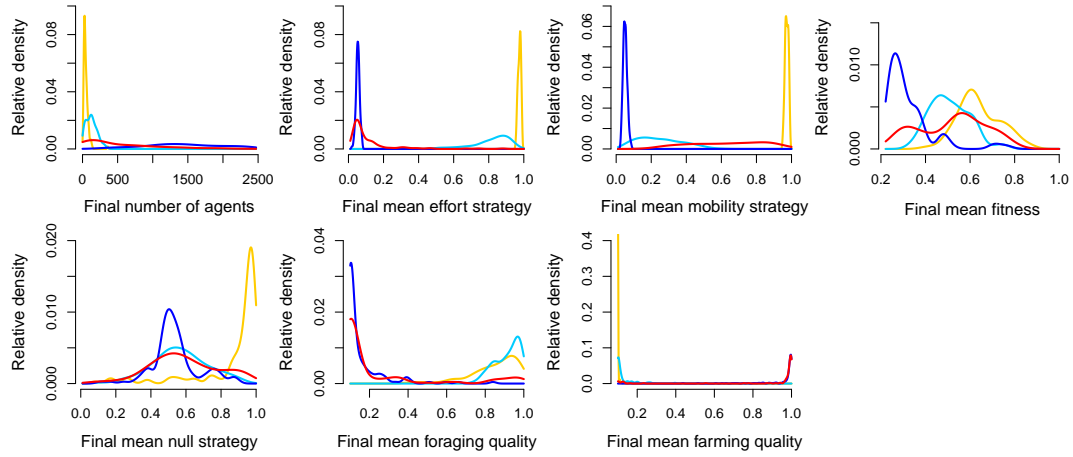 Relative density
0.00 0.04 0.08
0 500 1500 2500
Final number of agents
Relative density
0.00 0.04 0.08
0.0 0.2 0.4 0.6 0.8 1.0
Final mean effort strategy
Relative density
0.00 0.02 0.04 0.06
0.0 0.2 0.4 0.6 0.8 1.0
Final mean mobility strategy
Relative density
0.000 0.010
0.2 0.4 0.6 0.8 1.0
Final mean fitness
Relative density
0.000 0.010 0.020
0.0 0.2 0.4 0.6 0.8 1.0
Final mean null strategy
Relative density
0.00 0.02 0.04
0.2 0.4 0.6 0.8 1.0
Final mean foraging quality
Relative density
0.0 0.1 0.2 0.3 0.4
0.2 0.4 0.6 0.8 1.0
Final mean farming quality